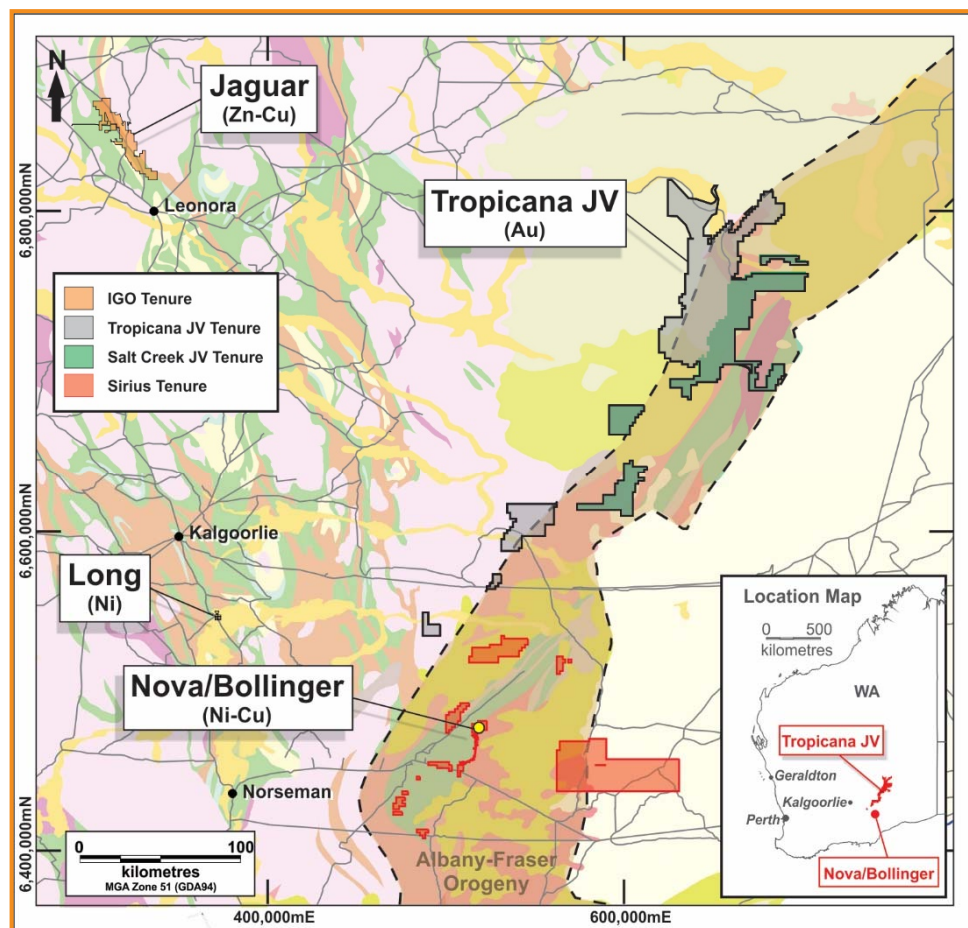 N
Jaguar
(Zn-Cu)
Leonora
Tropicana JV
(Au)
6,800,000mN
IGO Tenure
Tropicana JV Tenure
Salt Creek JV Tenure
Sirius Tenure
Kalgoorlie
6,600,000mN
Long
(Ni)
Nova/Bollinger
(Ni-Cu)
Norseman
0 100
kilometres
MGA Zone 51 (GDA94)
6,400,000mN
Albany-Fraser
Orogeny
400,000mE
600,000mE
Location Map
0 500
kilometres
WA
Tropicana JV
Geraldton
Kalgoorlie
Perth
Nova/Bollinger